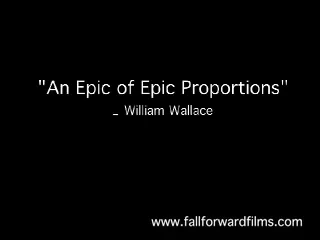 "An Epic of Epic Proportions"
- William Wallace
www.fallforwardfilms.com